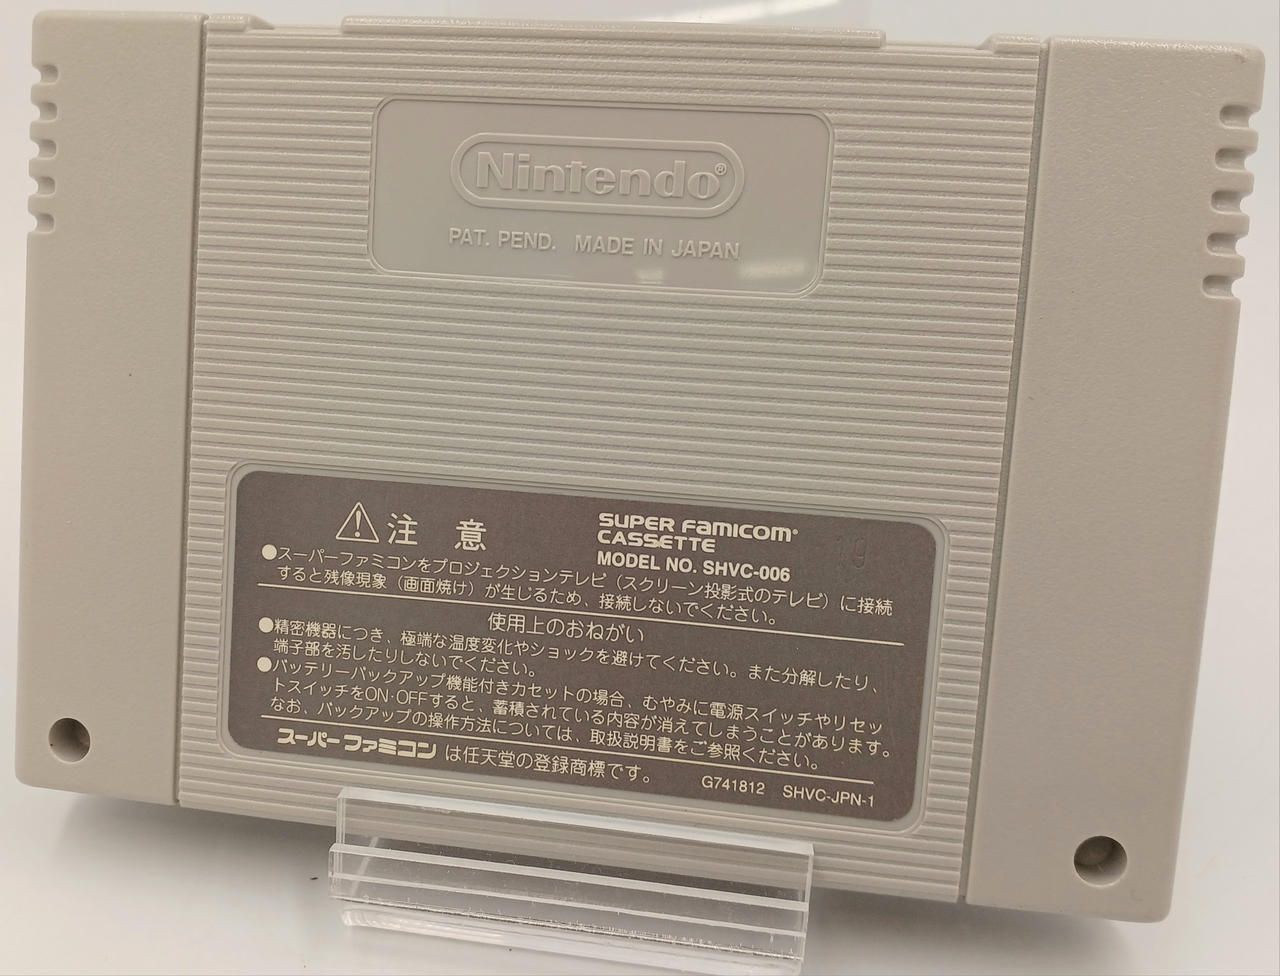 Nintendo®
PAT. PEND. MADE IN JAPAN
注 意
SUPER FAMICOM®
CASSETTE
MODEL NO. SHVC-006
19
●スーパーファミコンをプロジェクションテレビ（スクリーン投影式のテレビ）に接続
すると残像現象（画面焼け）が生じるため、接続しないでください。
使用上のおねがい
●精密機器につき、極端な温度変化やショックを避けてください。また分解したり、
端子部を汚したりしないでください。
●バッテリーバックアップ機能付きカセットの場合、むやみに電源スイッチやリセッ
トスイッチをON・OFFすると、蓄積されている内容が消えてしまうことがあります。
なお、バックアップの操作方法については、取扱説明書をご参照ください。
スーパーファミコン は任天堂の登録商標です。
G741812 SHVC-JPN-1